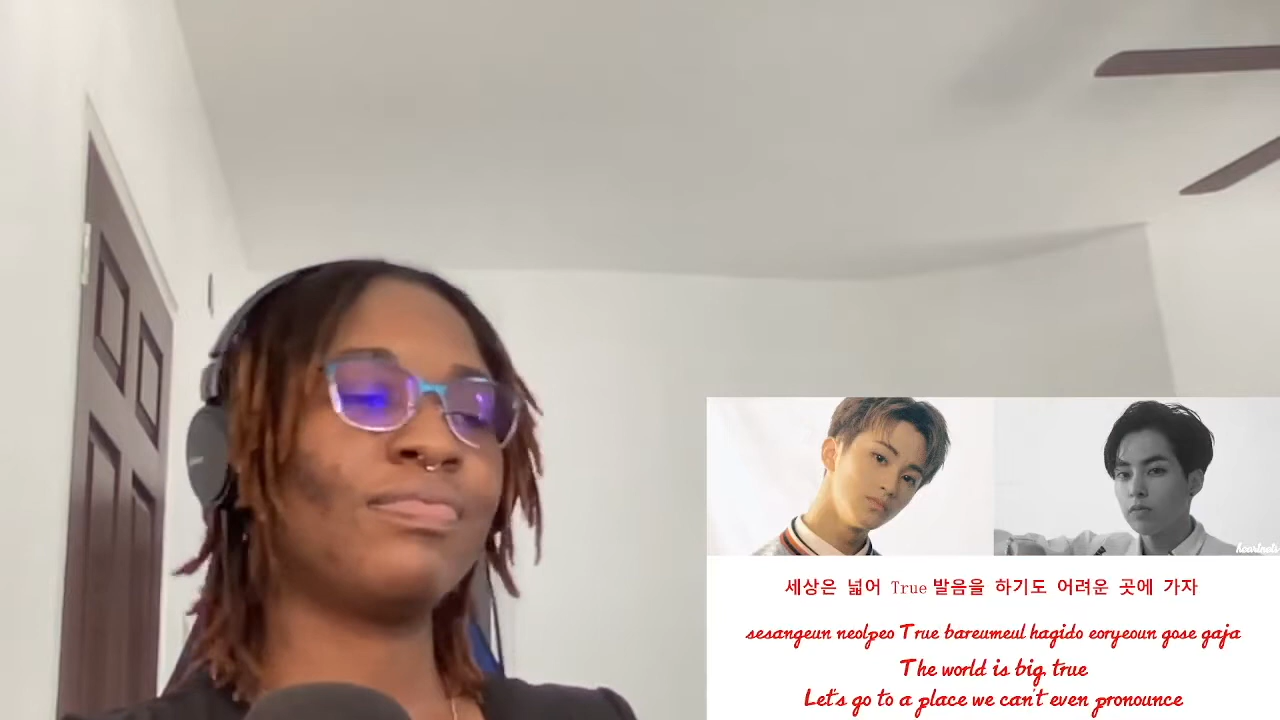 heartnots
세상은 넓어 True 발음을 하기도 어려운 곳에 가자
sesangeun neolpeo True bareumeul hagido eoryeoun gose gaja
The world is big, true
Let's go to a place we can't even pronounce